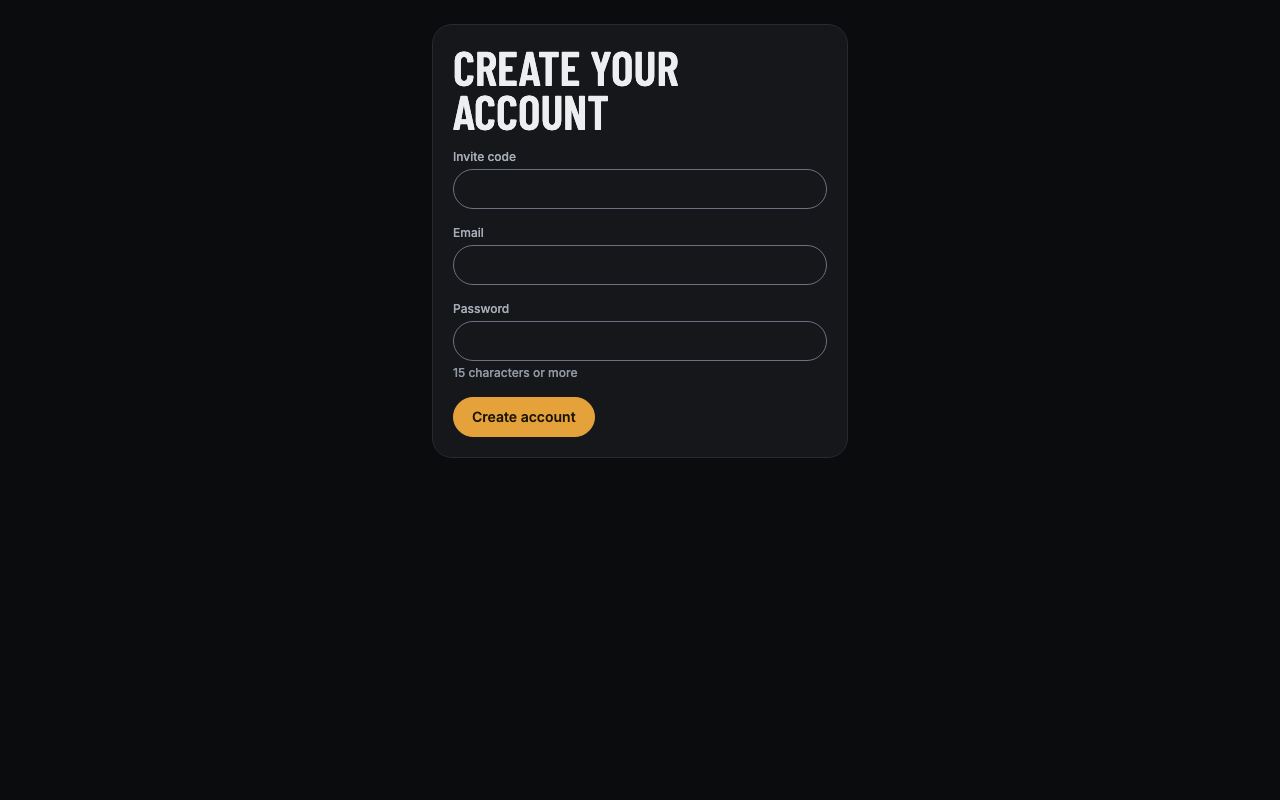 CREATE YOUR
ACCOUNT
Invite code
Email
Password
15 characters or more
Create account